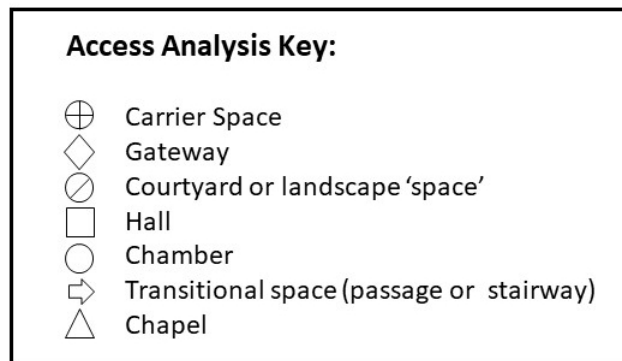 Access Analysis Key:
Carrier Space
Gateway
Courtyard or landscape ‘space’
Hall
Chamber
Transitional space (passage or stairway)
Chapel